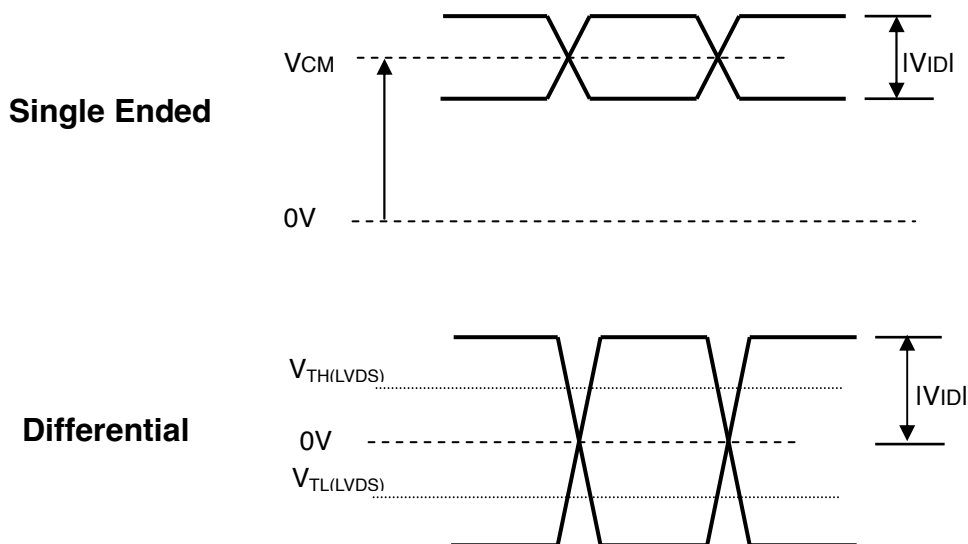 VCM
|VID|
Single Ended
0V
VTH(LVDS)
|VID|
Differential
0V
VTL(LVDS)